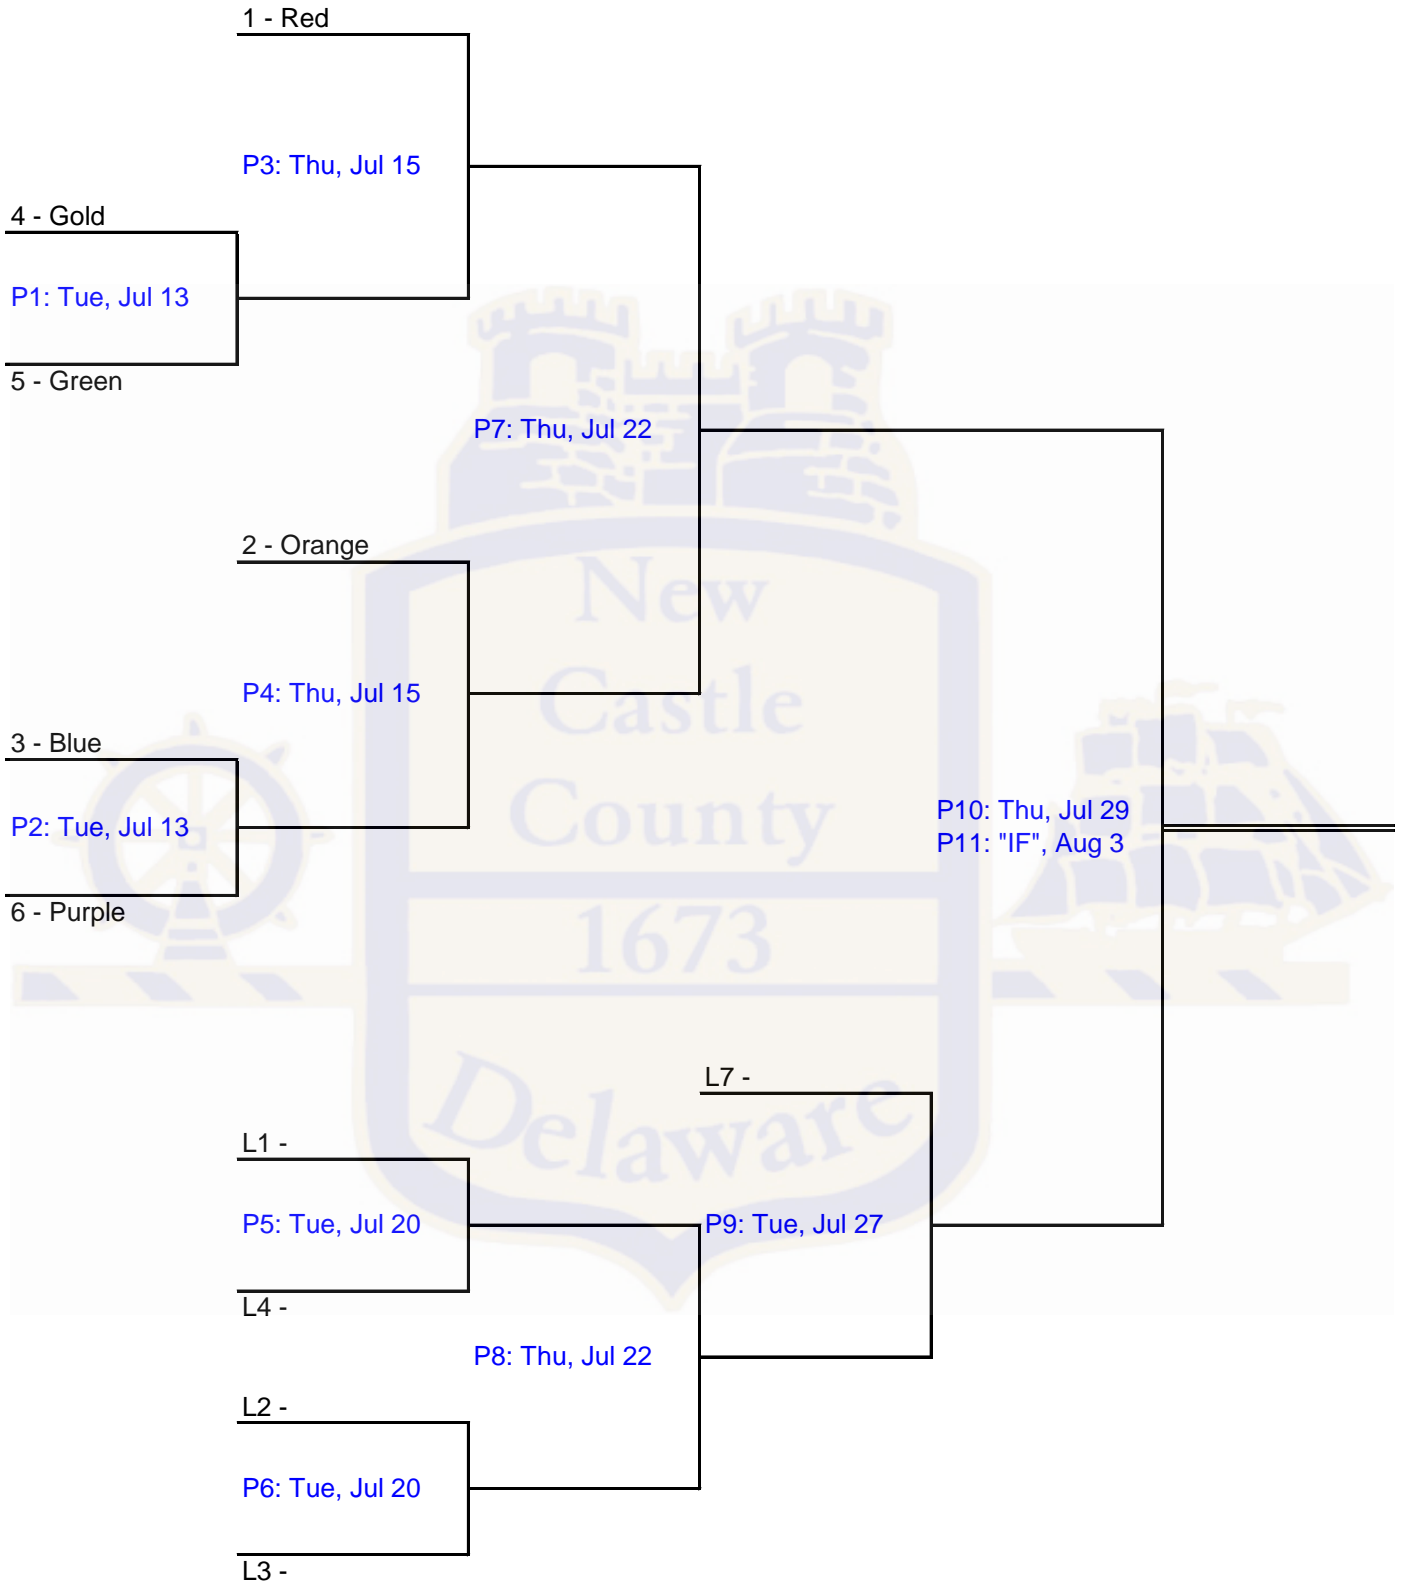 1 - Red
P3: Thu, Jul 15
4 - Gold
P1: Tue, Jul 13
5 - Green
P7: Thu, Jul 22
2 - Orange
New
P4: Thu, Jul 15
Castle
3 - Blue
P2: Tue, Jul 13
County
P10: Thu, Jul 29
P11: "IF", Aug 3
6 - Purple
1673
L7 -
Delaware
L1 -
P5: Tue, Jul 20
P9: Tue, Jul 27
L4 -
P8: Thu, Jul 22
L2 -
P6: Tue, Jul 20
L3 -